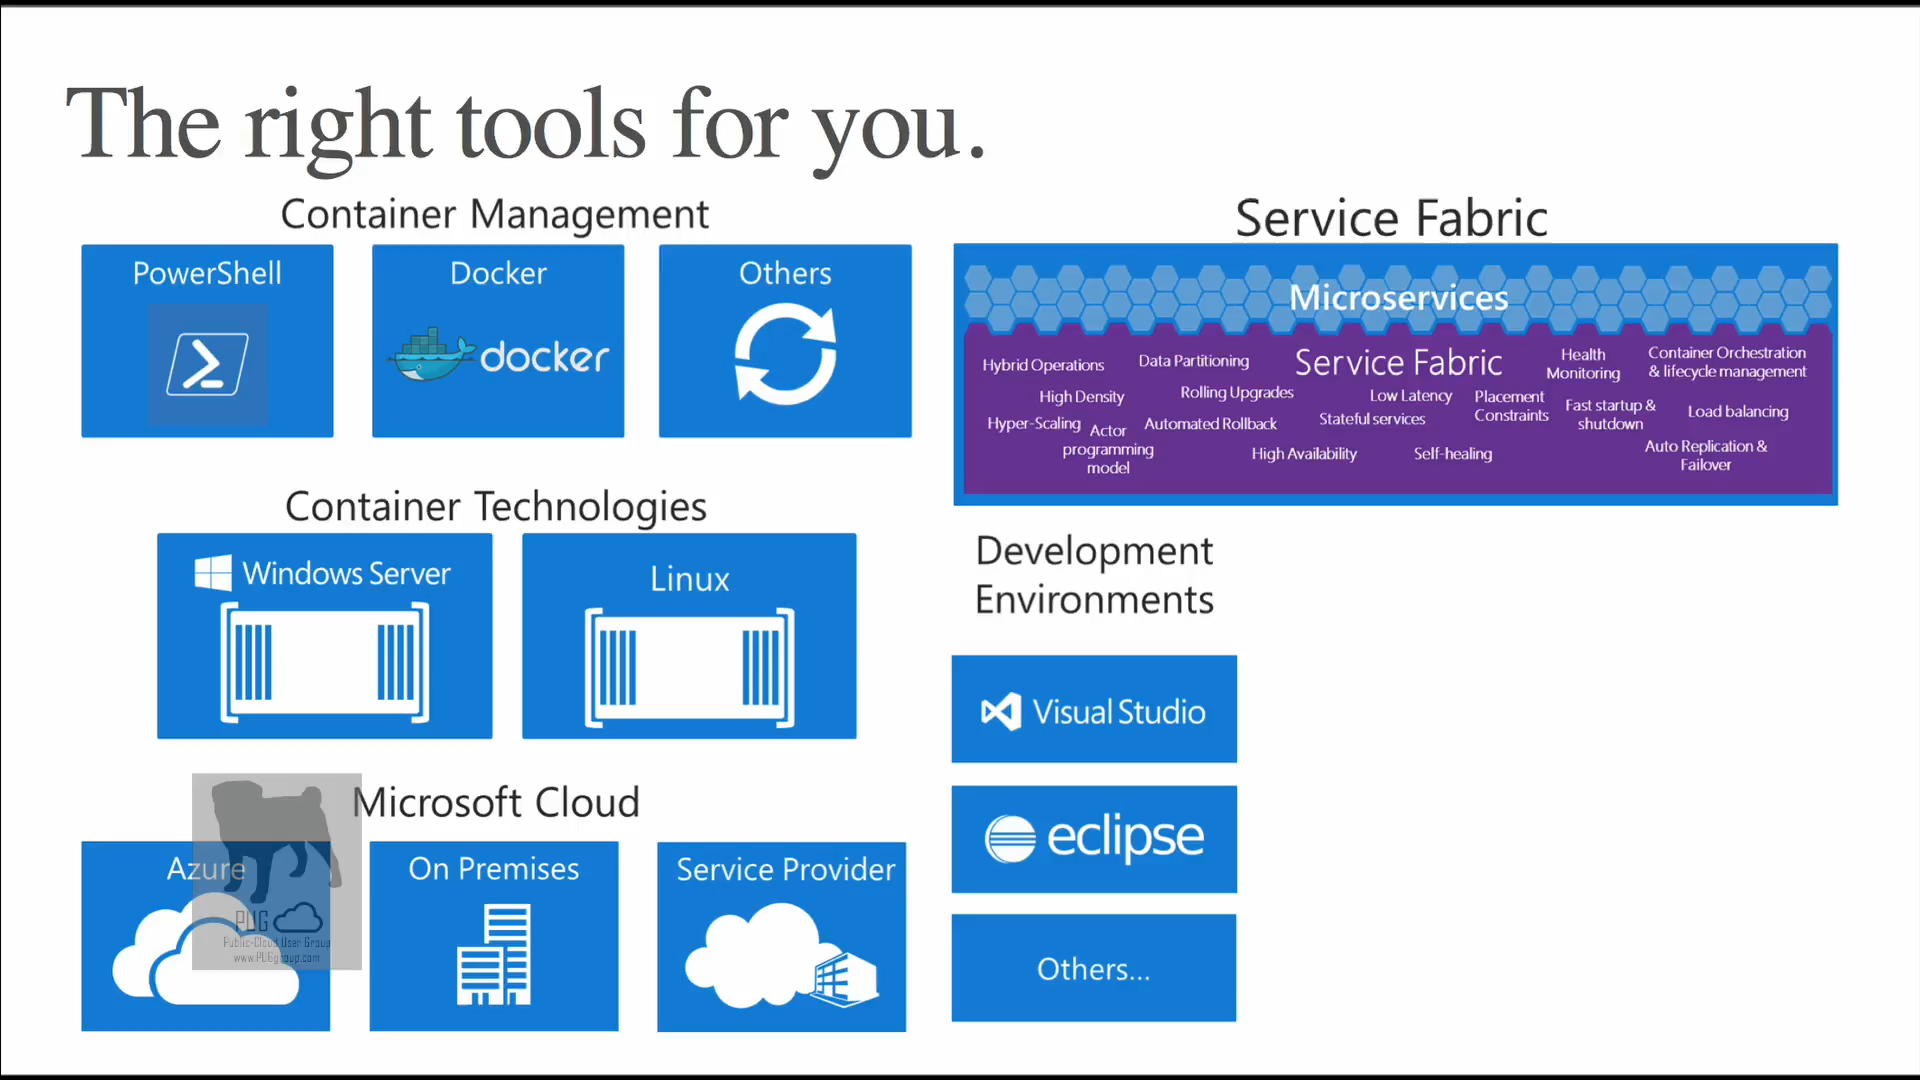 The right tools for you.
Container Management
PowerShell
Docker
docker
Others
Container Technologies
Windows Server
Linux
Microsoft Cloud
Azure
On Premises
Service Provider
PUG
Public-Cloud User Group
www.PUGgroup.com
Service Fabric
Microservices
Service Fabric
Hybrid Operations
Data Partitioning
Health
Monitoring
Container Orchestration
& lifecycle management
High Density
Rolling Upgrades
Low Latency
Placement
Constraints
Fast startup &
shutdown
Load balancing
Hyper-Scaling
Actor
programming
model
Automated Rollback
Stateful services
High Availability
Self-healing
Auto Replication &
Failover
Development
Environments
Visual Studio
eclipse
Others...